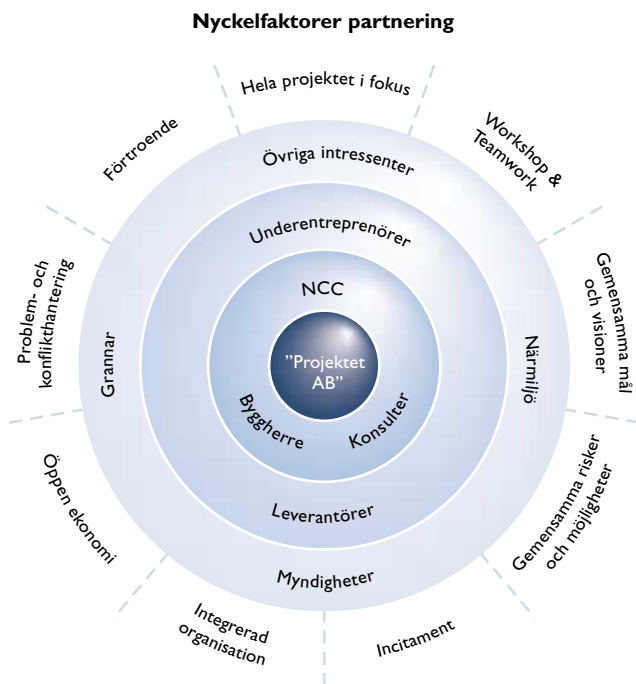 Nyckelfaktorer partnering
Hela projektet i fokus
Workshop &
Teamwork
Gemensamma mål
och visioner
Gemensamma risker
och möjligheter
Incitament
Integrerad
organisation
Öppen ekonomi
Problem- och
konflikthantering
Förtroende
Övriga intressenter
Närmiljö
Myndigheter
Grannar
Underentreprenörer
Leverantörer
NCC
Konsulter
Byggherre
”Projektet
AB”